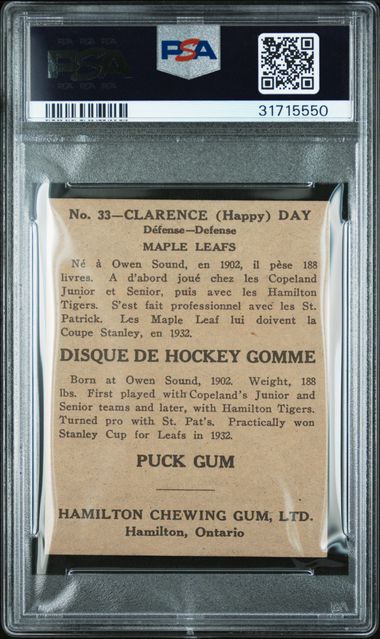 PSA
PSA
31715550
No. 33—CLARENCE (Happy) DAY
Défense—Defense
MAPLE LEAFS
Né à Owen Sound, en 1902, il pèse 188
livres. A d'abord joué chez les Copeland
Junior et Senior, puis avec les Hamilton
Tigers. S'est fait professionnel avec les St.
Patrick. Les Maple Leaf lui doivent la
Coupe Stanley, en 1932.
DISQUE DE HOCKEY GOMME
Born at Owen Sound, 1902. Weight, 188
lbs. First played with Copeland's Junior and
Senior teams and later, with Hamilton Tigers.
Turned pro with St. Pat's. Practically won
Stanley Cup for Leafs in 1932.
PUCK GUM
HAMILTON CHEWING GUM, LTD.
Hamilton, Ontario